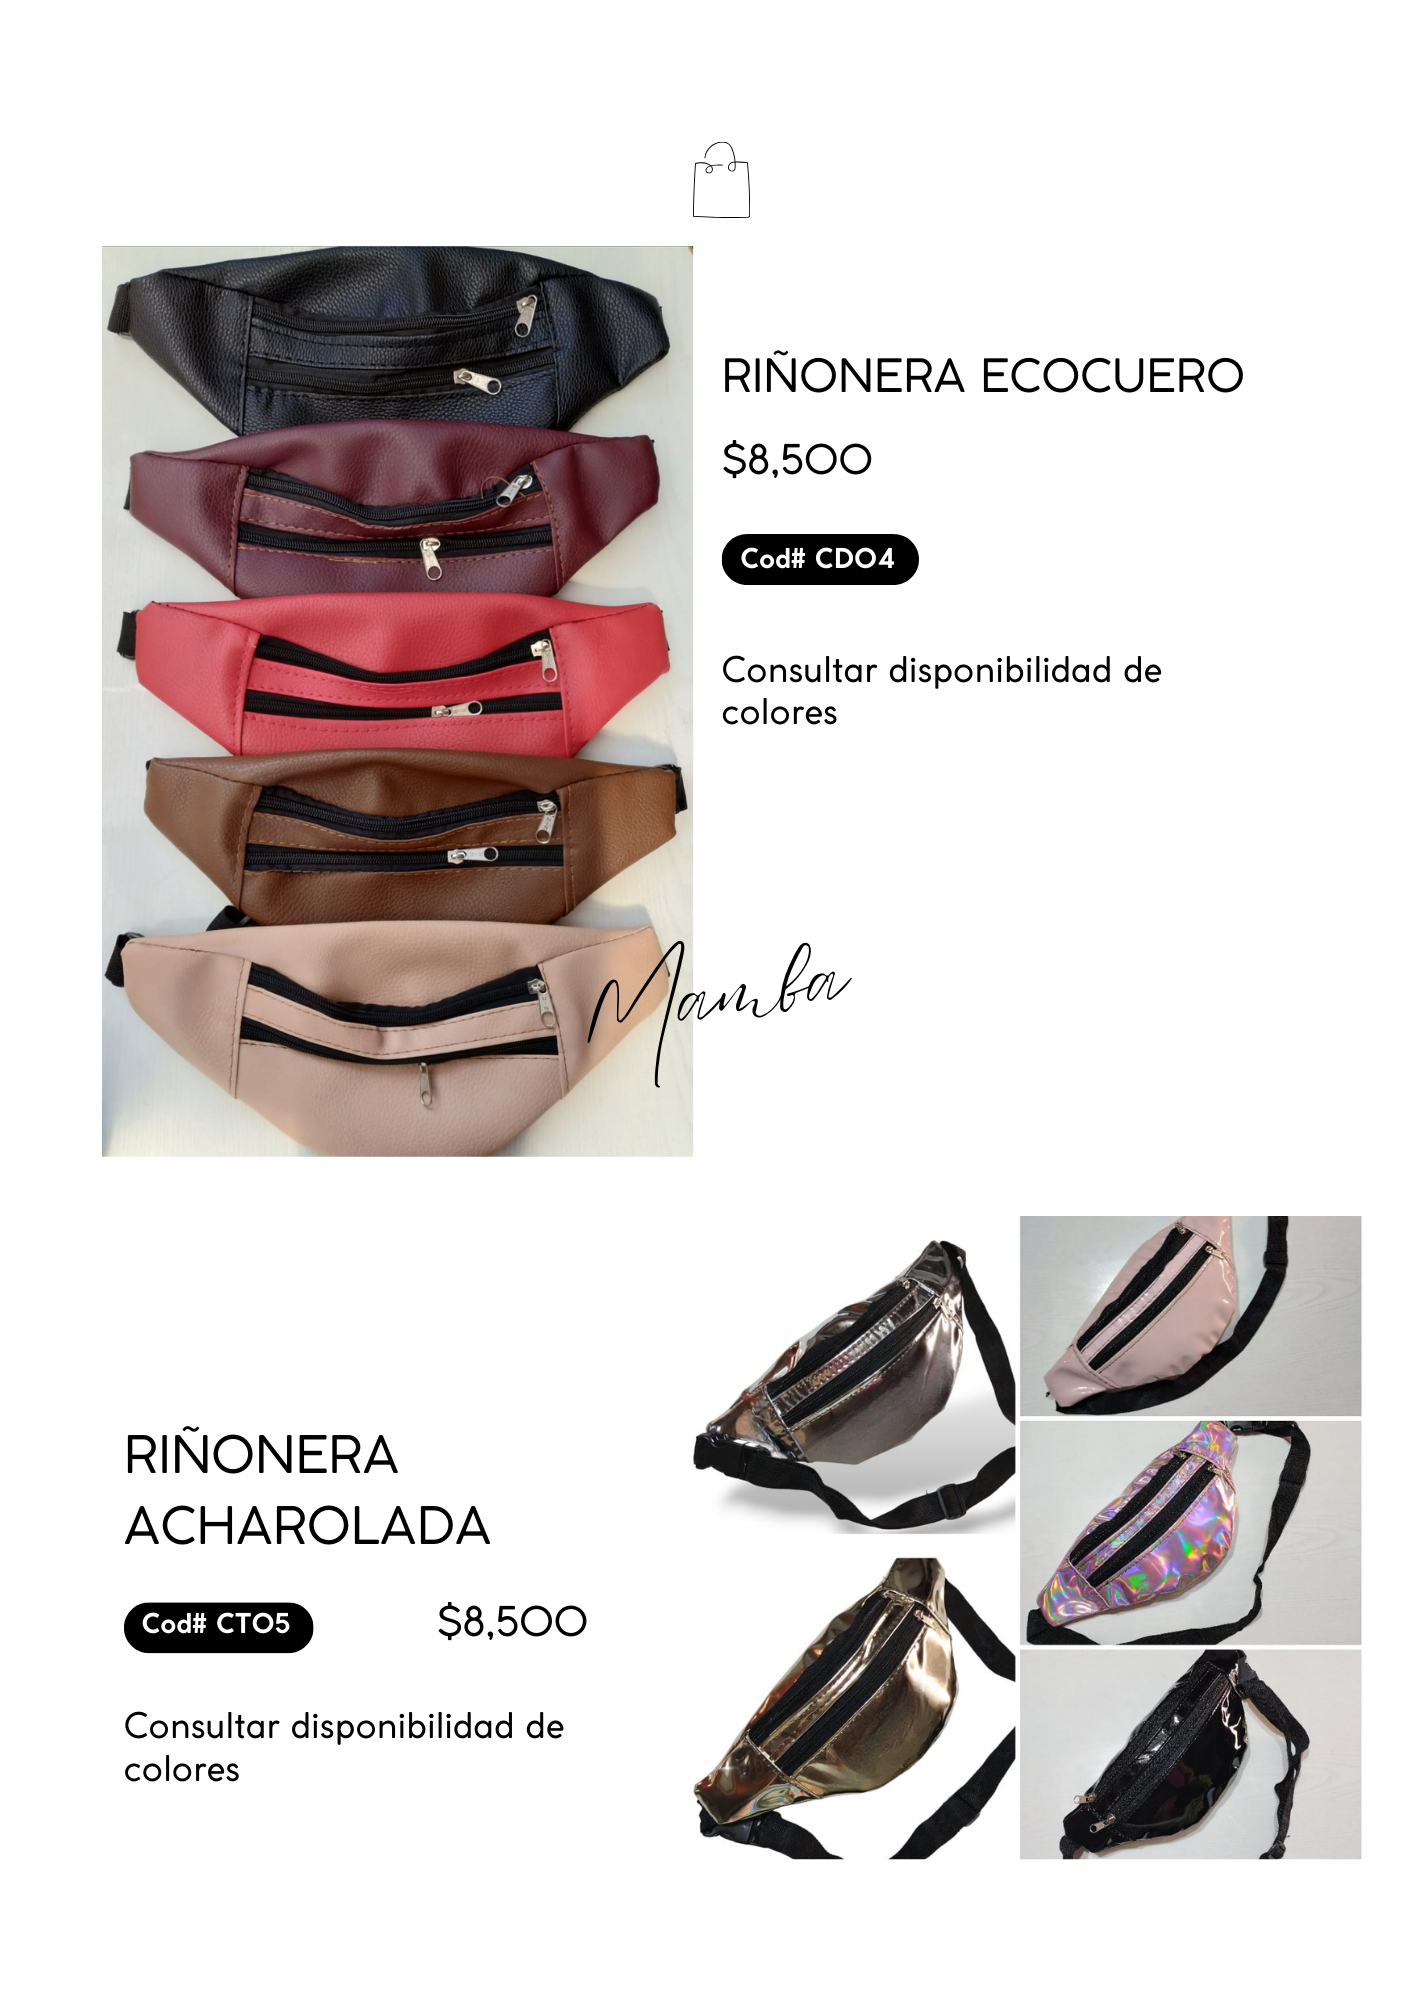 RIÑONERA ECOCUERO
$8,500
Cod# CD04
Consultar disponibilidad de
colores
Mamba
RIÑONERA
ACHAROLADA
Cod# CT05
$8,500
Consultar disponibilidad de
colores